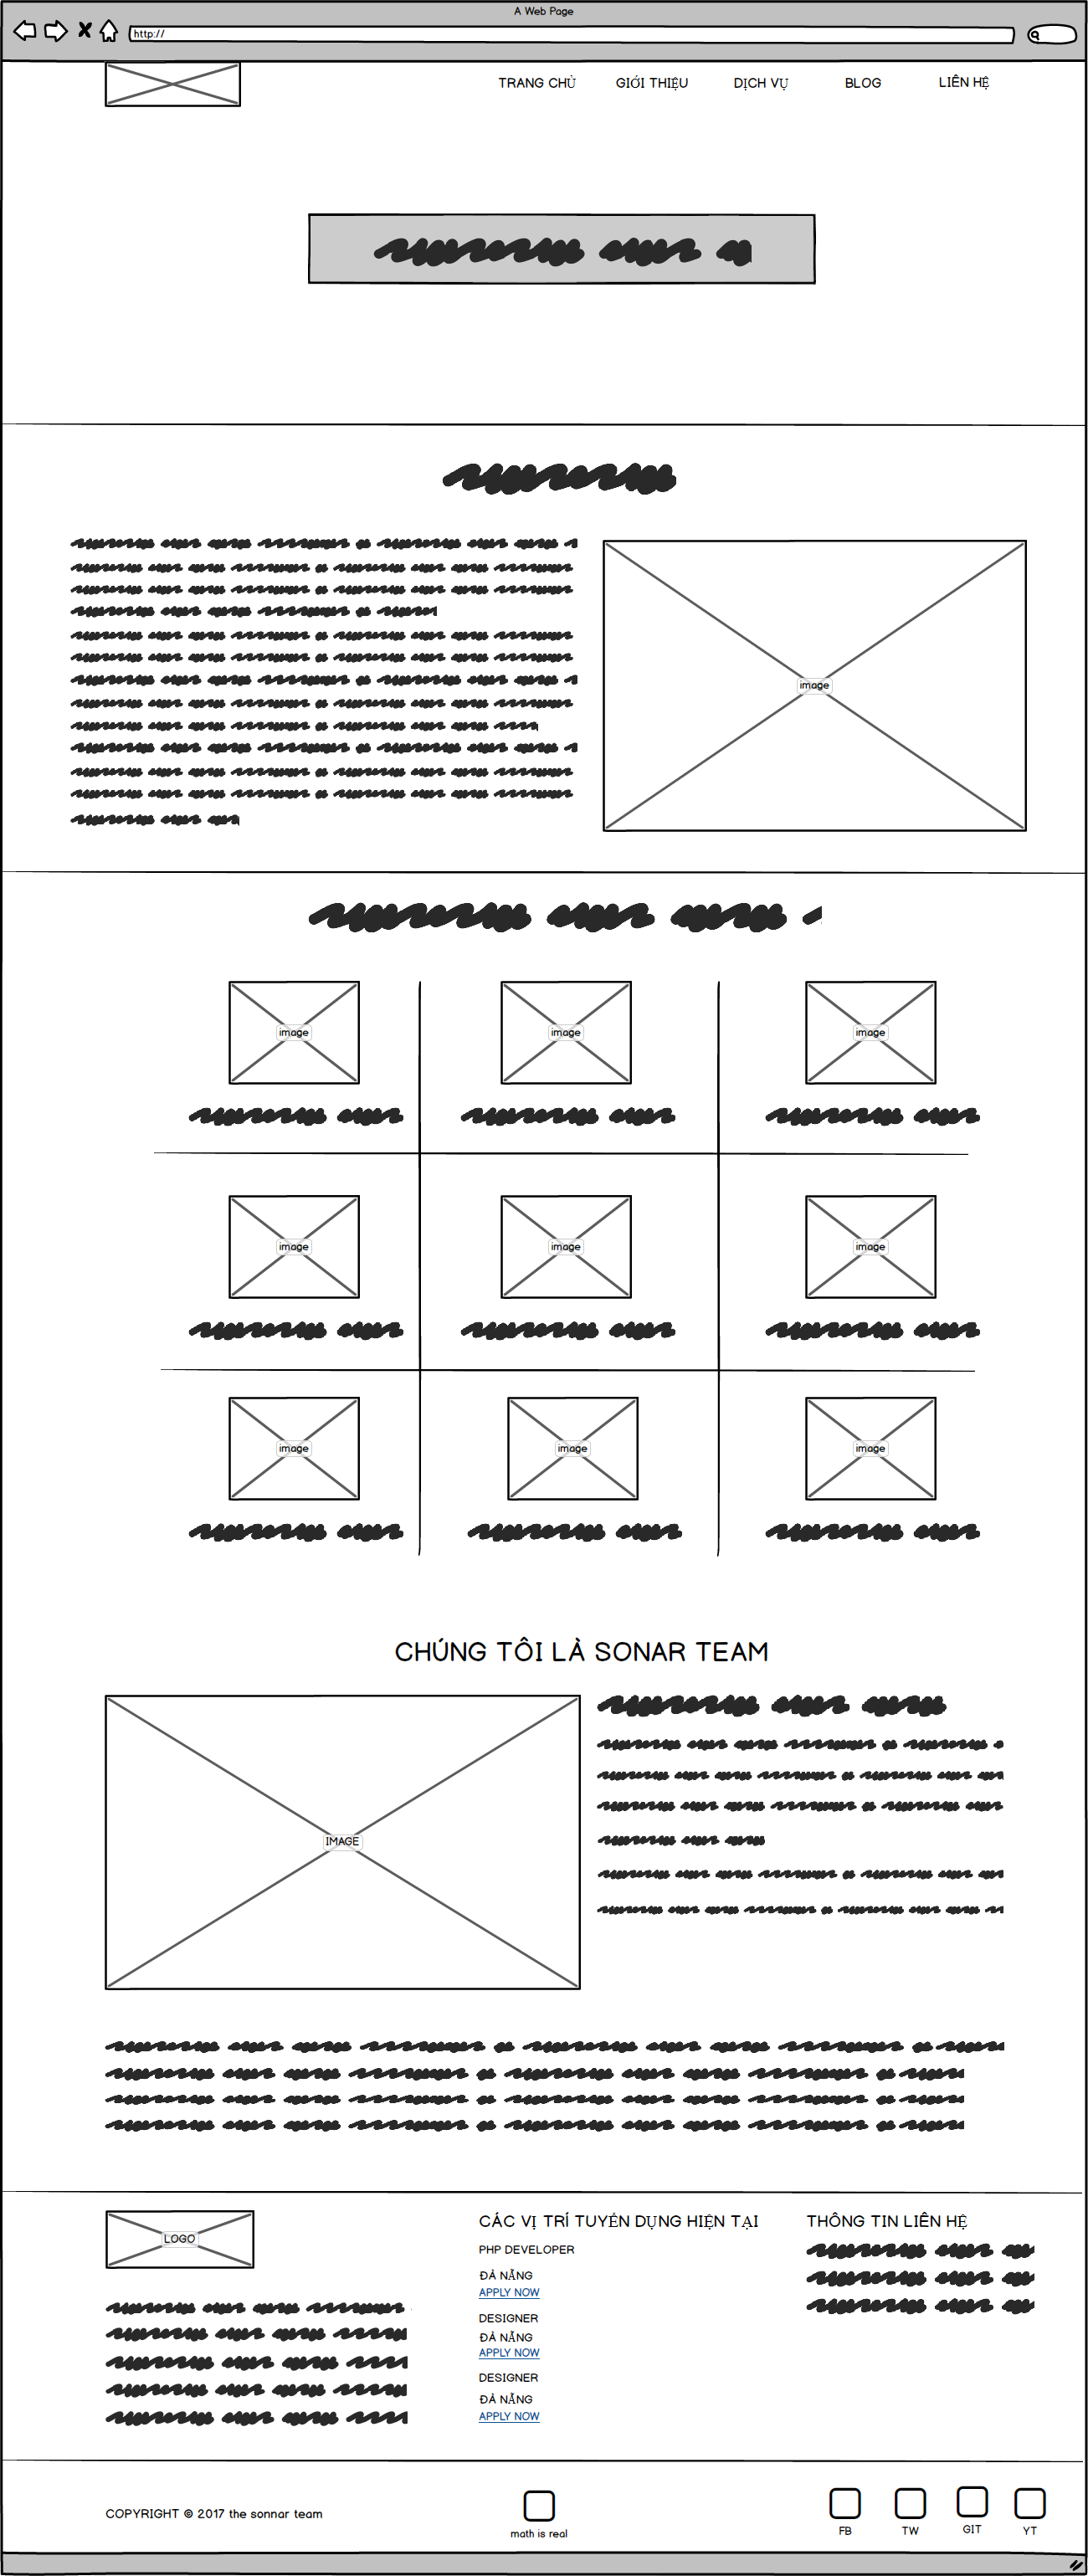 A Web Page
http://
TRANG CHỦ GIỚI THIỆU DỊCH VỤ BLOG LIÊN HỆ
image
image image image
image image image
image image image
CHÚNG TÔI LÀ SONAR TEAM
IMAGE
LOGO
CÁC VỊ TRÍ TUYỂN DỤNG HIỆN TẠI
PHP DEVELOPER
ĐÀ NẴNG
APPLY NOW
DESIGNER
ĐÀ NẴNG
APPLY NOW
DESIGNER
ĐÀ NẴNG
APPLY NOW
THÔNG TIN LIÊN HỆ
COPYRIGHT © 2017 the sonnar team
math is real
FB TW GIT YT